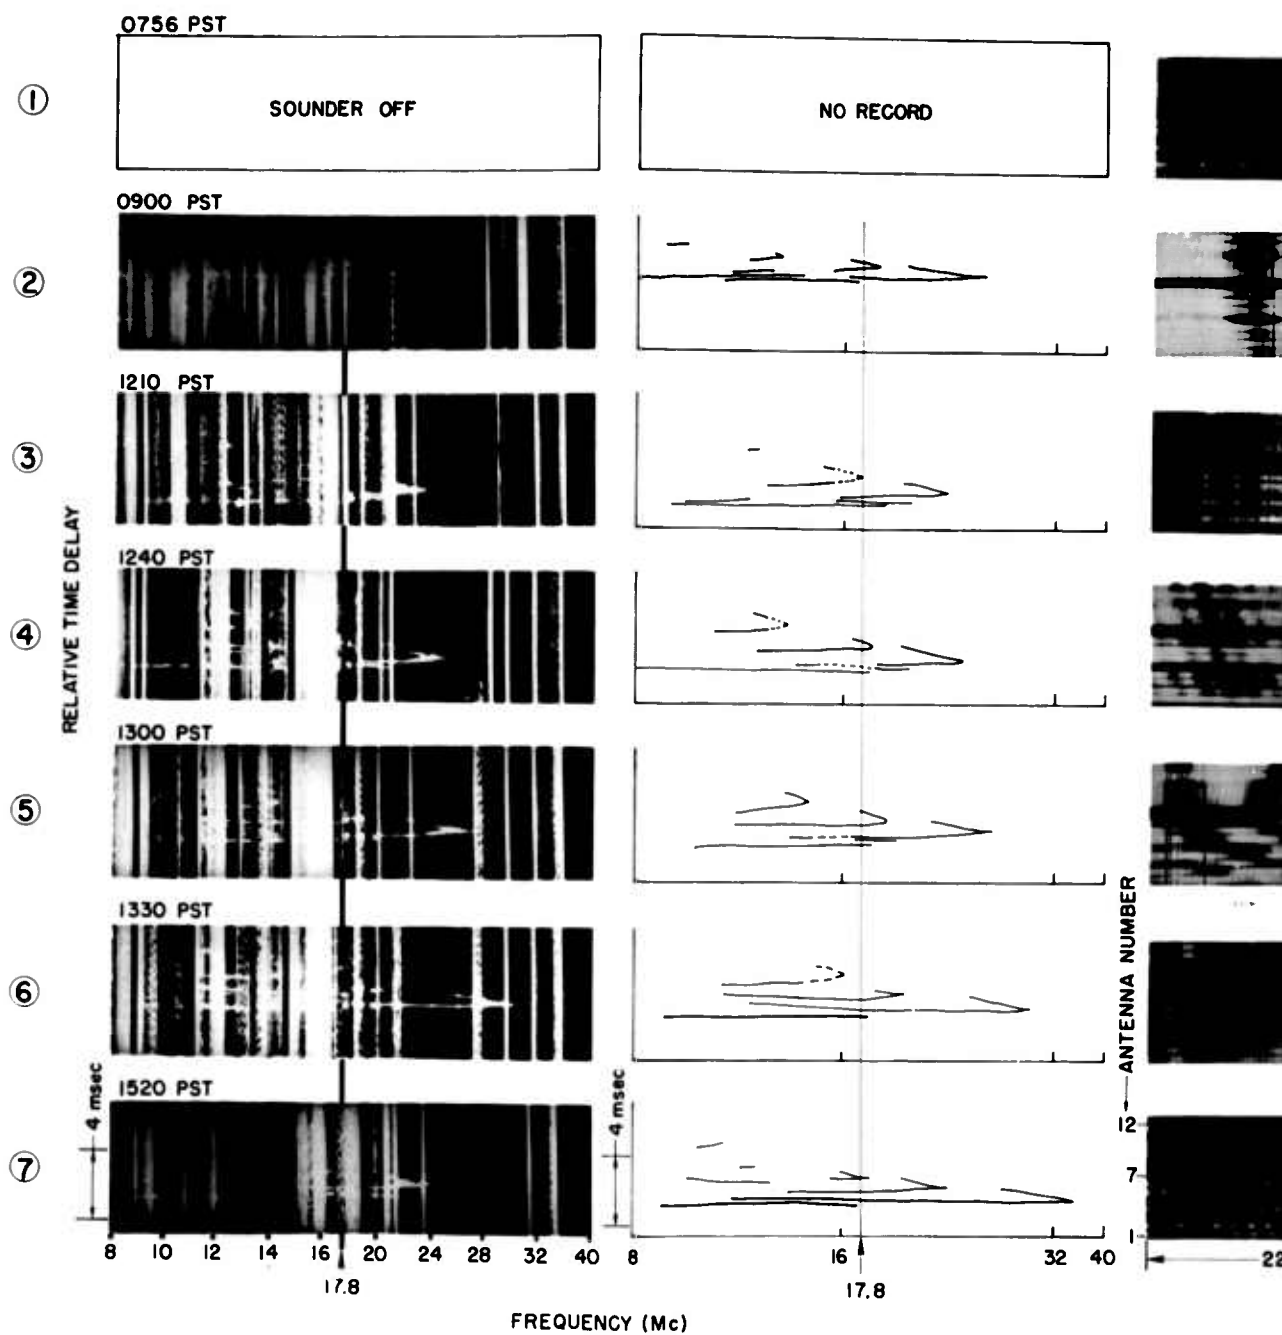 0756 PST
① SOUNDER OFF NO RECORD
0900 PST
②
1210 PST
③
1240 PST
④
1300 PST
⑤
1330 PST
⑥
1520 PST
⑦
RELATIVE TIME DELAY
4 msec
4 msec
ANTENNA NUMBER
12
7
1
8 10 12 14 16 20 24 28 32 40
8 16 32 40
22
17.8
17.8
FREQUENCY (Mc)